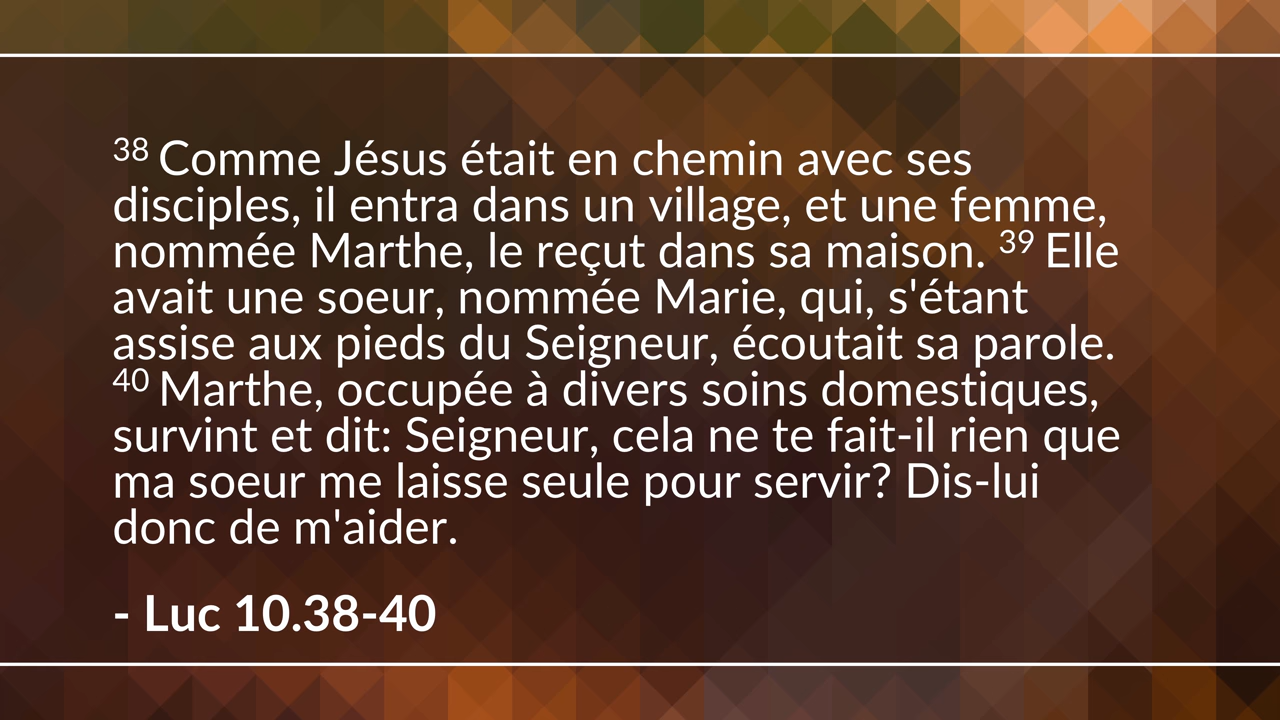 38 Comme Jésus était en chemin avec ses
disciples, il entra dans un village, et une femme,
nommée Marthe, le reçut dans sa maison. 39 Elle
avait une soeur, nommée Marie, qui, s'étant
assise aux pieds du Seigneur, écoutait sa parole.
40 Marthe, occupée à divers soins domestiques,
survint et dit: Seigneur, cela ne te fait-il rien que
ma soeur me laisse seule pour servir? Dis-lui
donc de m'aider.
- Luc 10.38-40